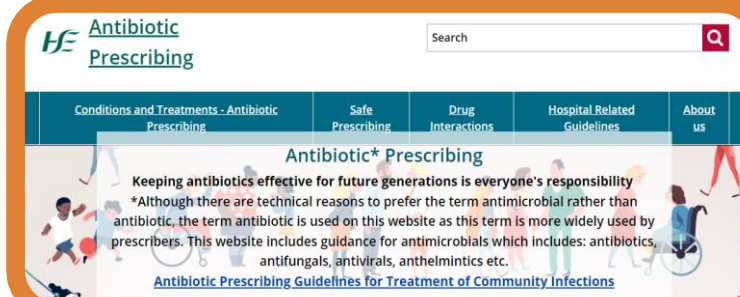 HE
Antibiotic
Prescribing
Search
Conditions and Treatments - Antibiotic
Prescribing
Safe
Prescribing
Drug
Interactions
Hospital Related
Guidelines
About
us
Antibiotic* Prescribing
Keeping antibiotics effective for future generations is everyone's responsibility
*Although there are technical reasons to prefer the term antimicrobial rather than
antibiotic, the term antibiotic is used on this website as this term is more widely used by
prescribers. This website includes guidance for antimicrobials which includes: antibiotics,
antifungals, antivirals, anthelmintics etc.
Antibiotic Prescribing Guidelines for Treatment of Community Infections